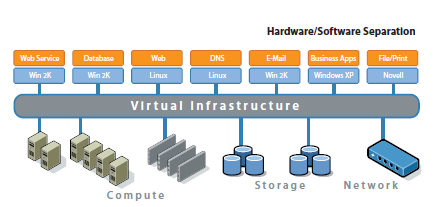 Hardware/Software Separation
Web Service Database Web DNS E-Mail Business Apps File/Print
Win 2K Win 2K Linux Linux Win 2K Windows XP Novell
Virtual Infrastructure
Storage Network
Compute